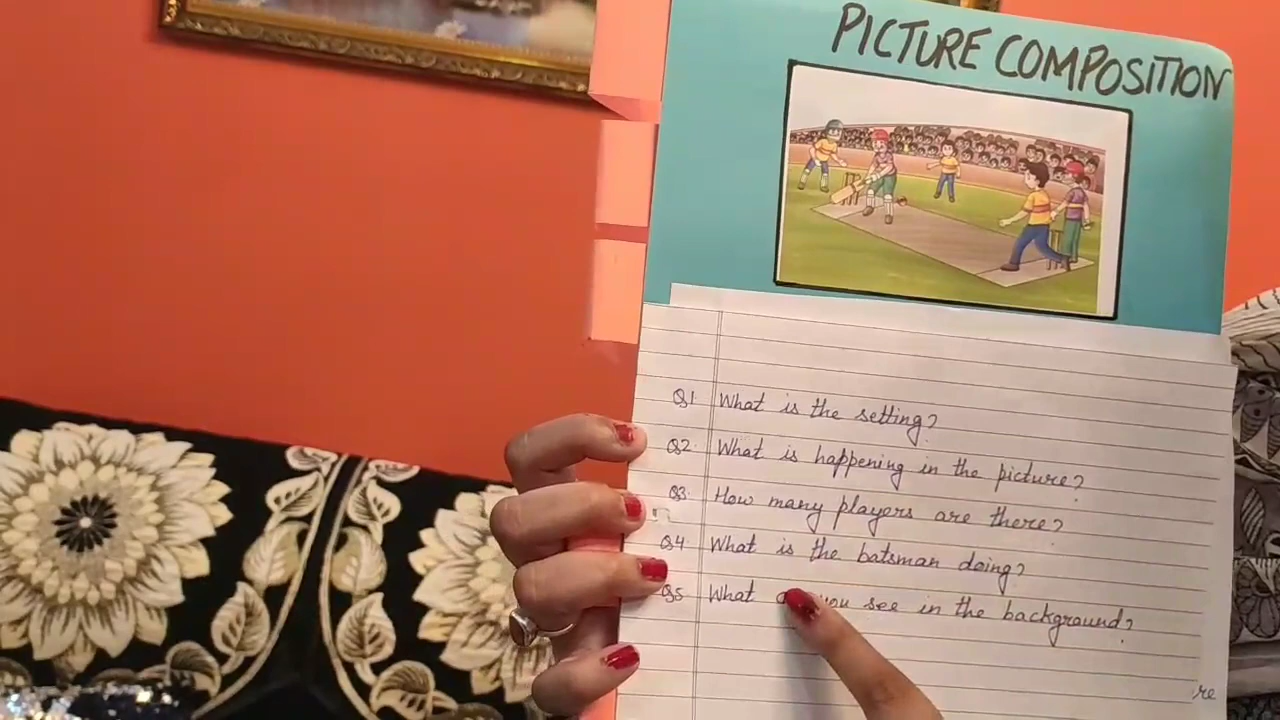 PICTURE COMPOSITION
Q1 What is the setting?
Q2. What is happening in the picture?
Q3. How many players are there?
Q4. What is the batsman doing?
Q5 What you see in the background?
re